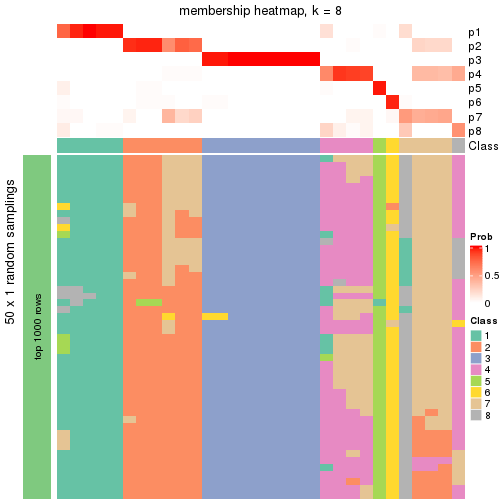 membership heatmap, k = 8
p1
p2
p3
p4
p5
p6
p7
p8
Class
50 x 1 random samplings
top 1000 rows
Prob
1
0.5
0
Class
1
2
3
4
5
6
7
8